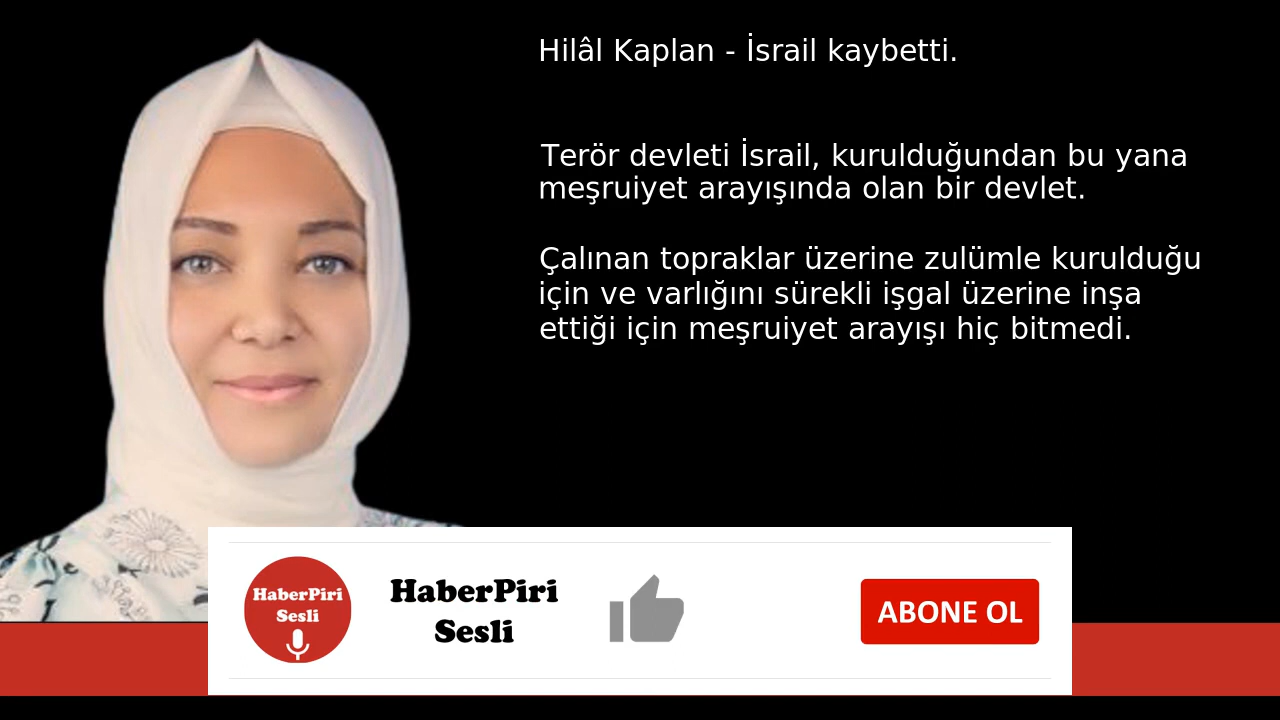 Hilâl Kaplan - İsrail kaybetti.
Terör devleti İsrail, kurulduğundan bu yana
meşruiyet arayışında olan bir devlet.
Çalınan topraklar üzerine zulümle kurulduğu
için ve varlığını sürekli işgal üzerine inşa
ettiği için meşruiyet arayışı hiç bitmedi.
HaberPiri
Sesli
HaberPiri
Sesli
ABONE OL